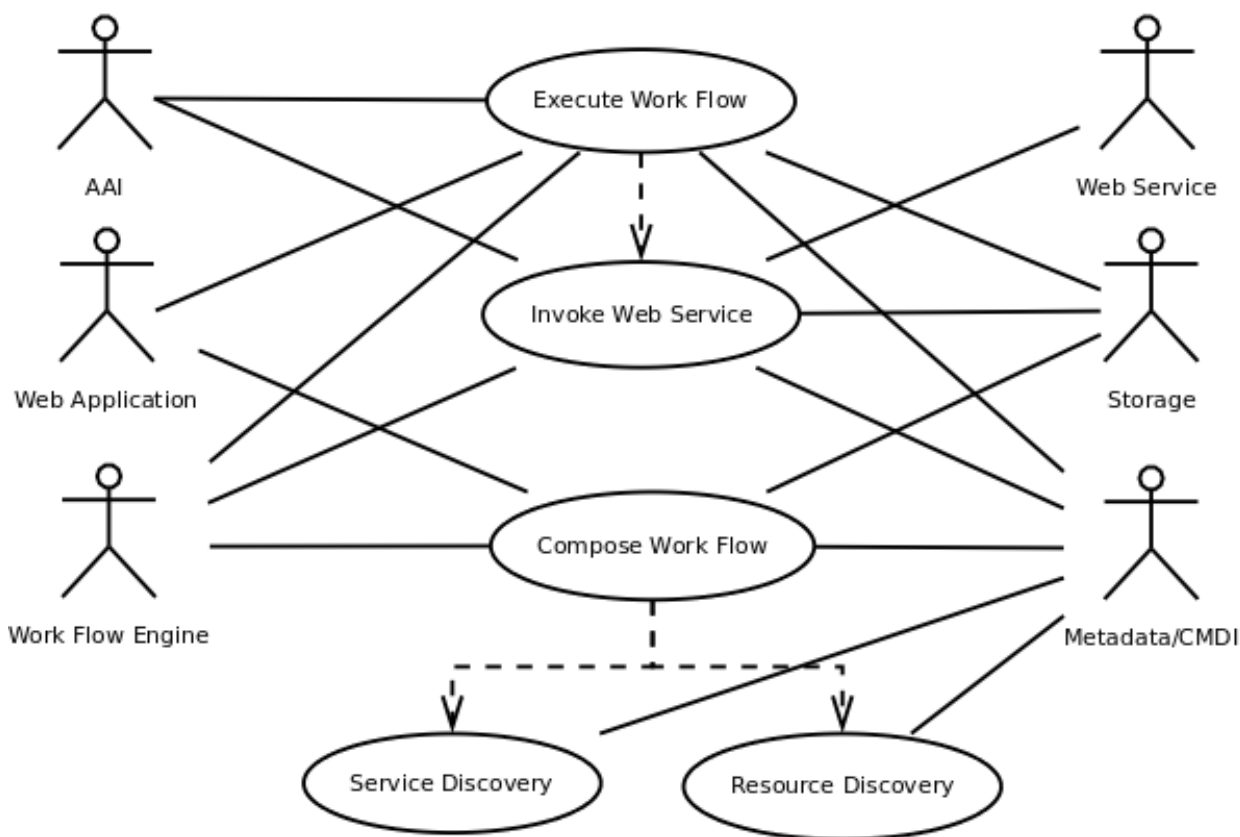 Execute Work Flow
AAI
Web Service
Invoke Web Service
Web Application
Storage
Compose Work Flow
Work Flow Engine
Metadata/CMDI
Service Discovery
Resource Discovery